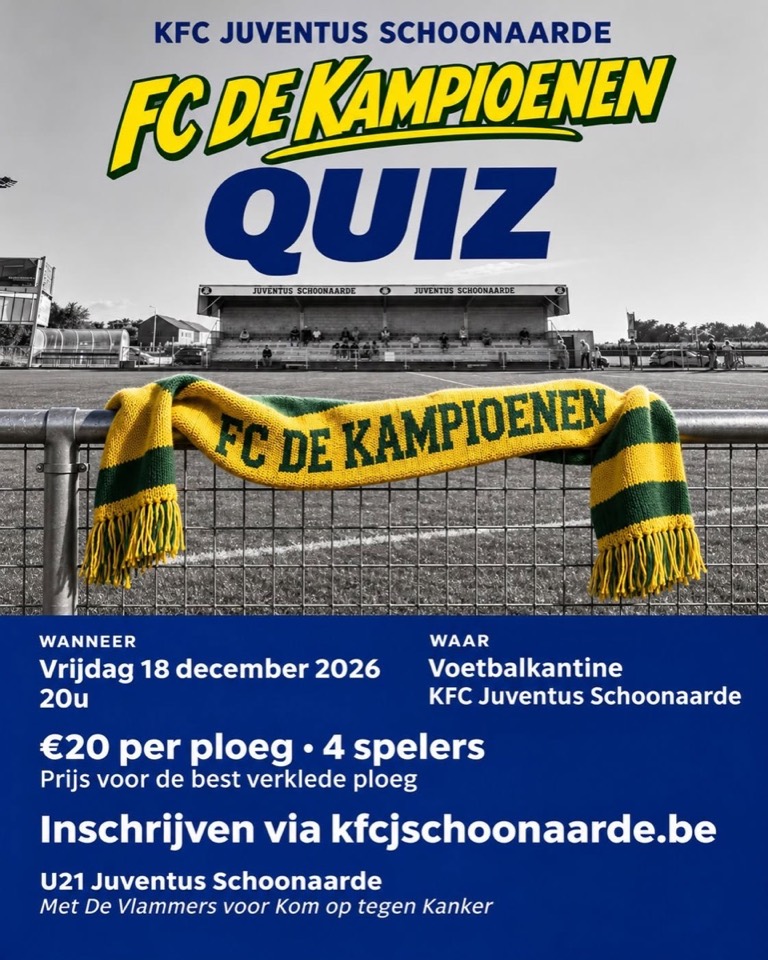 KFC JUVENTUS SCHOONAARDE
FC DE KAMPIOENEN
QUIZ
JUVENTUS SCHOONAARDE JUVENTUS SCHOONAARDE
FC DE KAMPIOENEN
WANNEER
Vrijdag 18 december 2026
20u
WAAR
Voetbalkantine
KFC Juventus Schoonaarde
€20 per ploeg • 4 spelers
Prijs voor de best verklede ploeg
Inschrijven via kfcjschoonaarde.be
U21 Juventus Schoonaarde
Met De Vlammers voor Kom op tegen Kanker